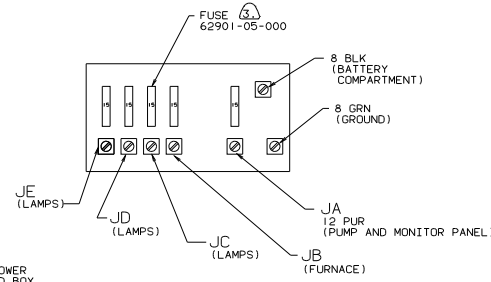 FUSE 3.
62901-05-000
8 BLK
(BATTERY
COMPARTMENT)
15 15 15 15 15
8 GRN
(GROUND)
JE
(LAMPS)
JD
(LAMPS)
JC
(LAMPS)
JB
(FURNACE)
JA
12 PUR
(PUMP AND MONITOR PANEL)
OWER
D BOX